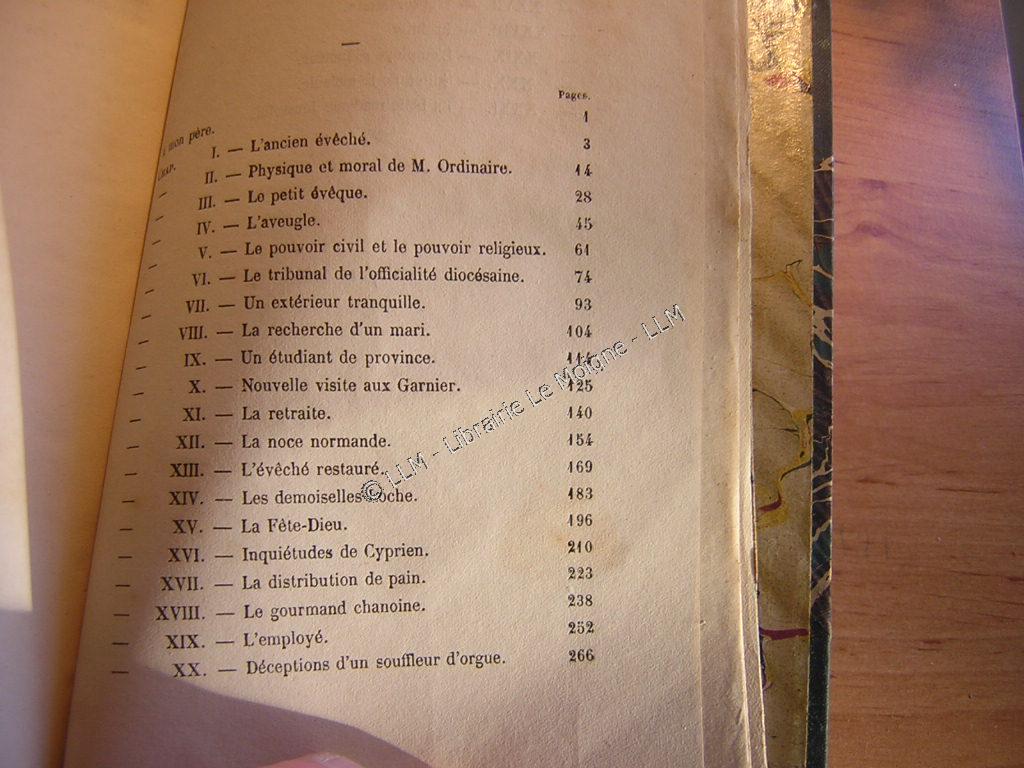 Pages.
A mon père. 1
CHAP. I. — L'ancien évêché. 3
— II. — Physique et moral de M. Ordinaire. 14
— III. — Le petit évêque. 28
— IV. — L'aveugle. 45
— V. — Le pouvoir civil et le pouvoir religieux. 61
— VI. — Le tribunal de l'officialité diocésaine. 74
— VII. — Un extérieur tranquille. 93
— VIII. — La recherche d'un mari. 104
— IX. — Un étudiant de province. 114
— X. — Nouvelle visite aux Garnier. 125
— XI. — La retraite. 140
— XII. — La noce normande. 154
— XIII. — L'évêché restauré. 169
— XIV. — Les demoiselles Loche. 183
— XV. — La Fête-Dieu. 196
— XVI. — Inquiétudes de Cyprien. 210
— XVII. — La distribution de pain. 223
— XVIII. — Le gourmand chanoine. 238
— XIX. — L'employé. 252
— XX. — Déceptions d'un souffleur d'orgue. 266
© LLM - Librairie Le Moigne - LLM